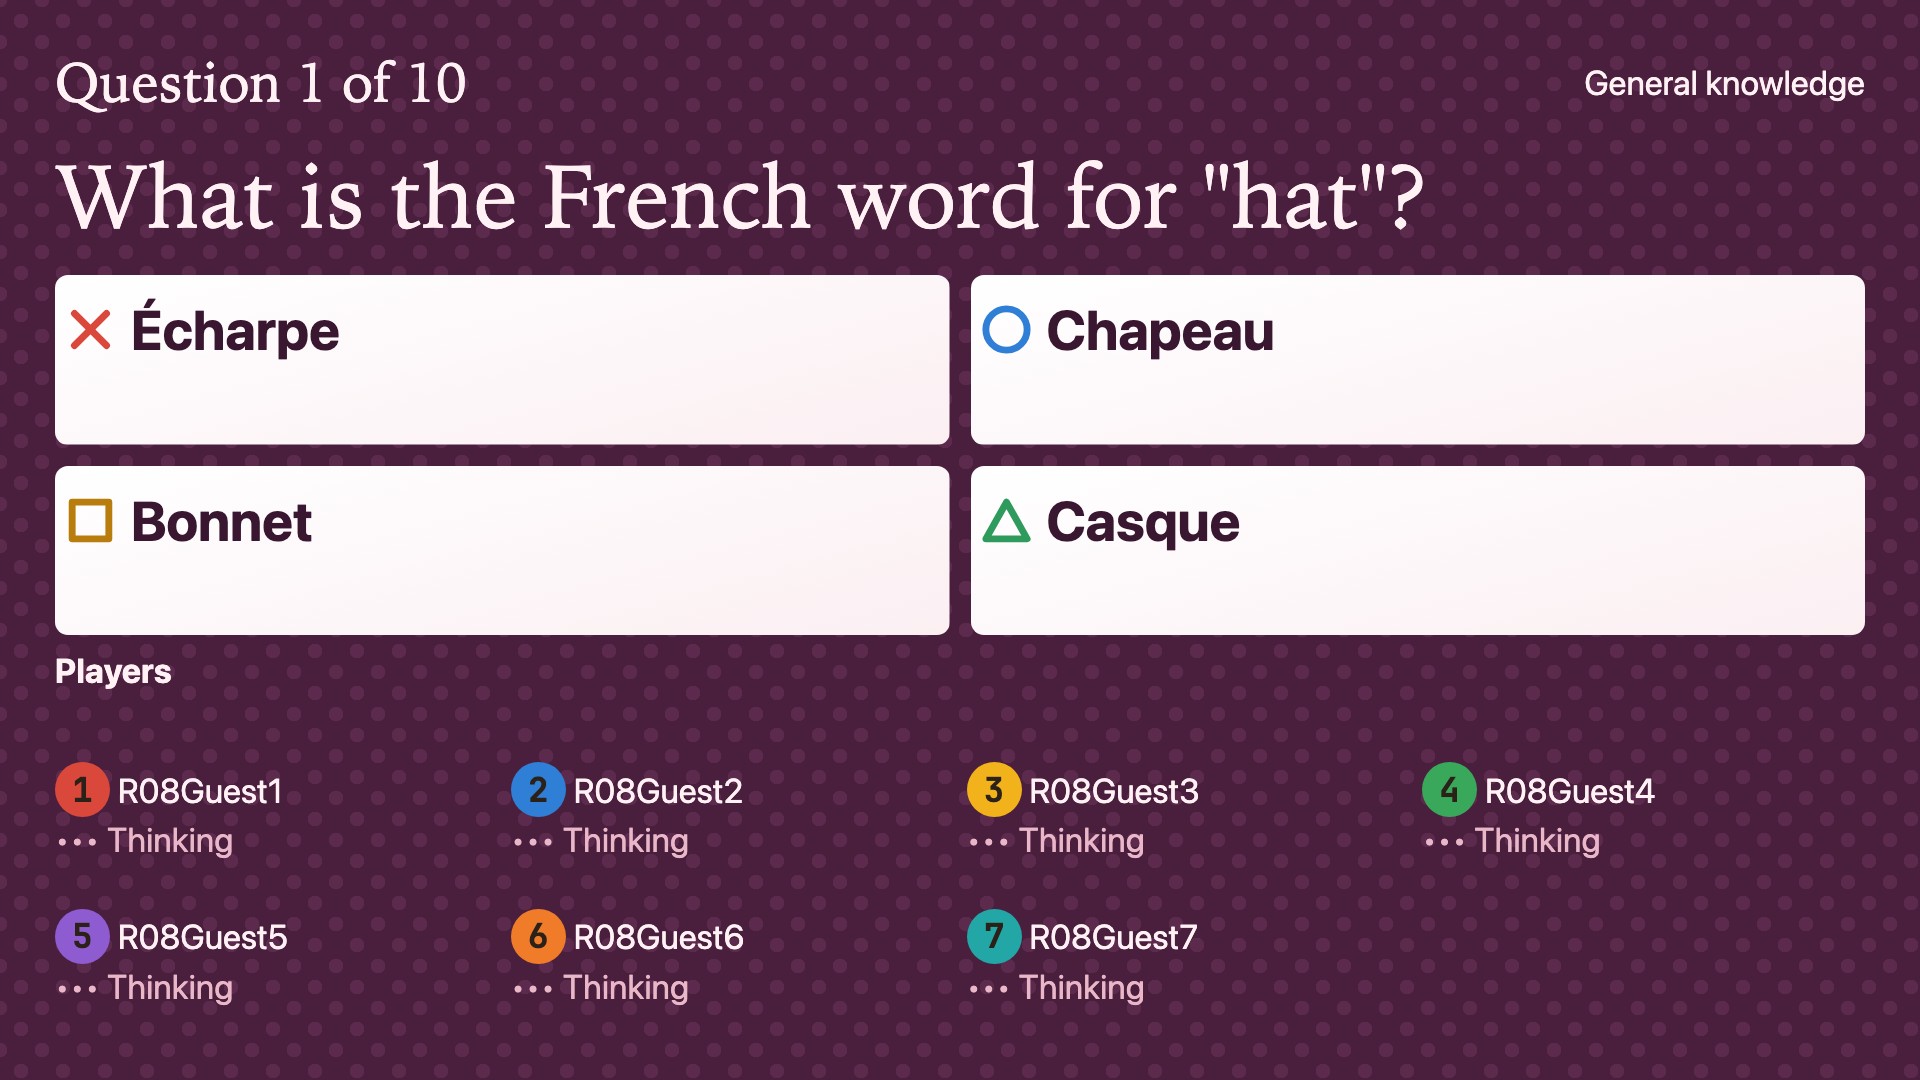 Question 1 of 10
General knowledge
What is the French word for "hat"?
Écharpe
Chapeau
Bonnet
Casque
Players
1 R08Guest1
... Thinking
2 R08Guest2
... Thinking
3 R08Guest3
... Thinking
4 R08Guest4
... Thinking
5 R08Guest5
... Thinking
6 R08Guest6
... Thinking
7 R08Guest7
... Thinking